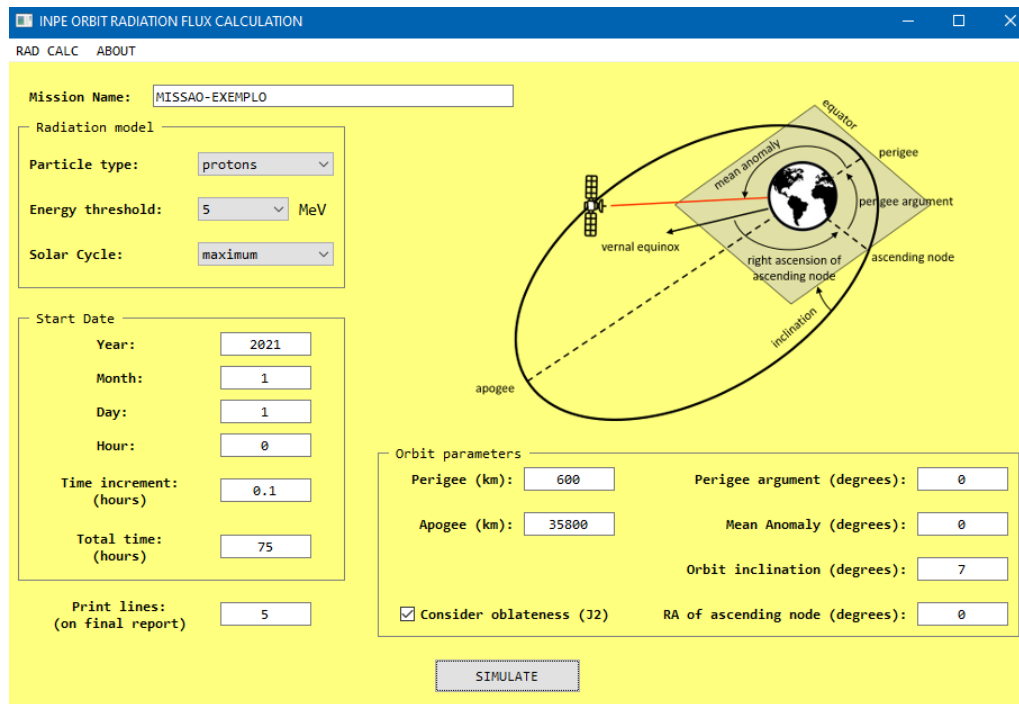 INPE ORBIT RADIATION FLUX CALCULATION
RAD CALC ABOUT
Mission Name: MISSAO-EXEMPLO
Radiation model
Particle type: protons
Energy threshold: 5 MeV
Solar Cycle: maximum
equator
perigee
mean anomaly
perigee argument
vernal equinox
right ascension of
ascending node
ascending node
inclination
apogee
Start Date
Year: 2021
Month: 1
Day: 1
Hour: 0
Time increment:
(hours) 0.1
Total time:
(hours) 75
Print lines:
(on final report) 5
Orbit parameters
Perigee (km): 600 Perigee argument (degrees): 0
Apogee (km): 35800 Mean Anomaly (degrees): 0
Orbit inclination (degrees): 7
Consider oblateness (J2) RA of ascending node (degrees): 0
SIMULATE